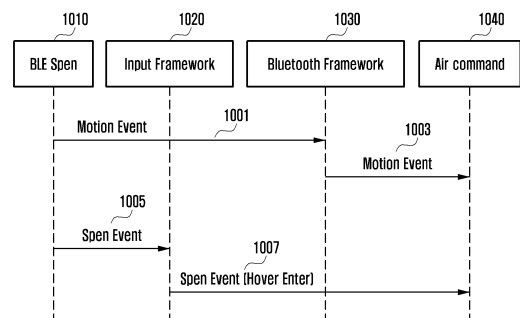 1010
1020
1030
1040
BLE Spen
Input Framework
Bluetooth Framework
Air command
Motion Event
1001
1003
Motion Event
1005
Spen Event
1007
Spen Event (Hover Enter)